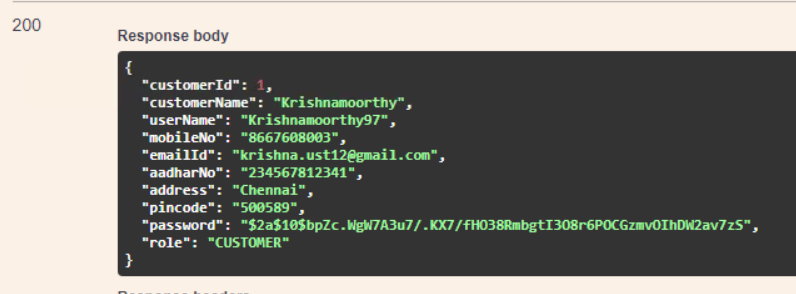 200
Response body
{
"customerId": 1,
"customerName": "Krishnamoorthy",
"userName": "Krishnamoorthy97",
"mobileNo": "8667608003",
"emailId": "krishna.ust12@gmail.com",
"aadharNo": "234567812341",
"address": "Chennai",
"pincode": "500589",
"password": "$2a$10$bpZc.WgW7A3u7/.KX7/fHO38RmbgtI3O8r6POCGzmvOIhDW2av7zS",
"role": "CUSTOMER"
}